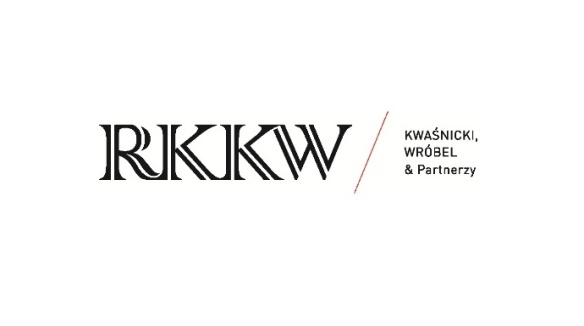 RKKW
KWAŚNICKI,
WRÓBEL
& Partnerzy